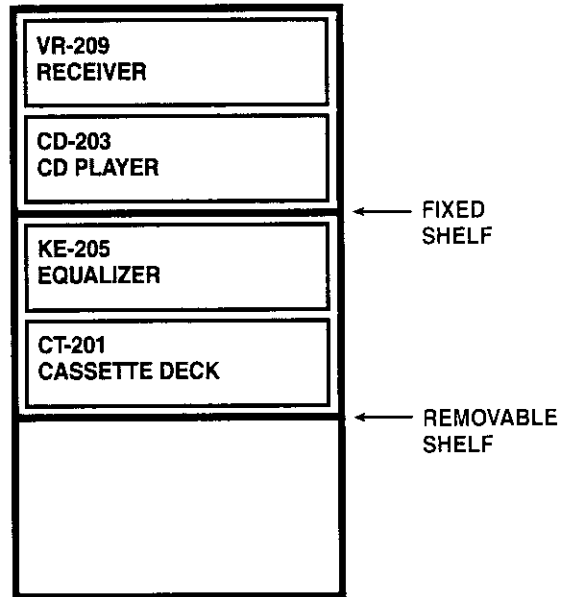 VR-209
RECEIVER
CD-203
CD PLAYER
FIXED
SHELF
KE-205
EQUALIZER
CT-201
CASSETTE DECK
REMOVABLE
SHELF